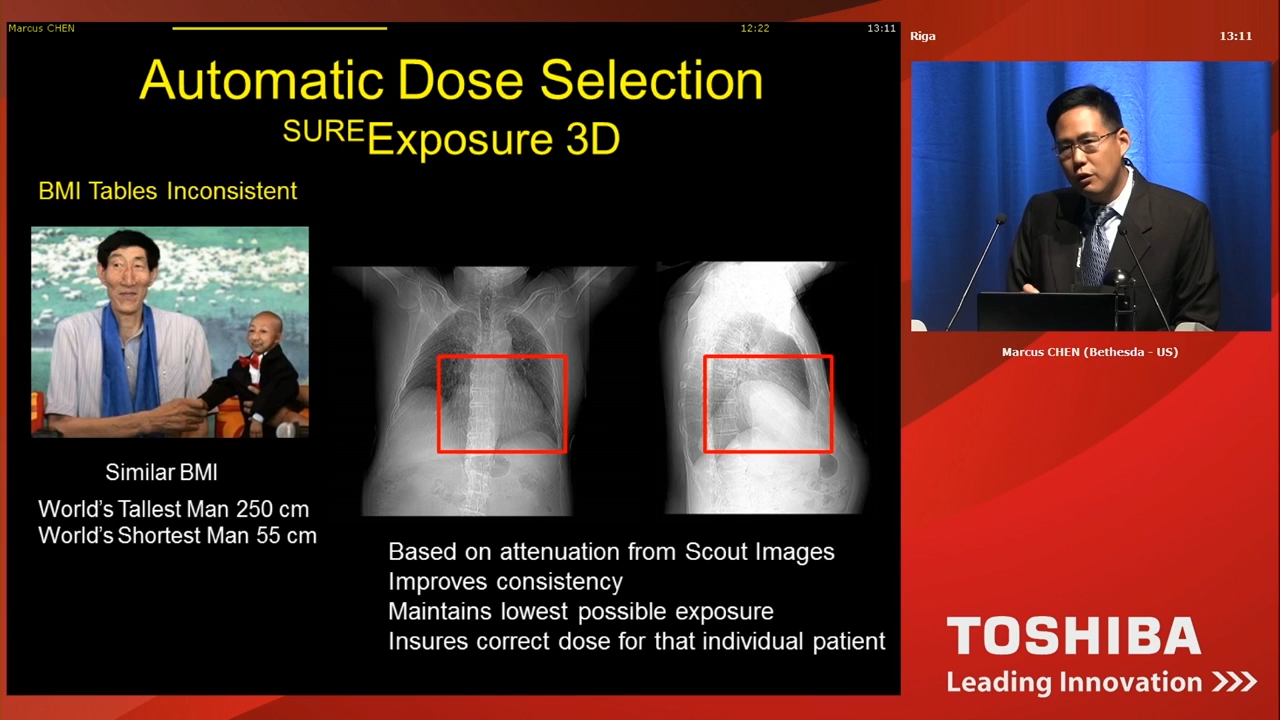 Marcus CHEN
12:22
13:11
Automatic Dose Selection
SUREExposure 3D
BMI Tables Inconsistent
Similar BMI
World's Tallest Man 250 cm
World's Shortest Man 55 cm
Based on attenuation from Scout Images
Improves consistency
Maintains lowest possible exposure
Insures correct dose for that individual patient
Riga
13:11
Marcus CHEN (Bethesda - US)
TOSHIBA
Leading Innovation >>>